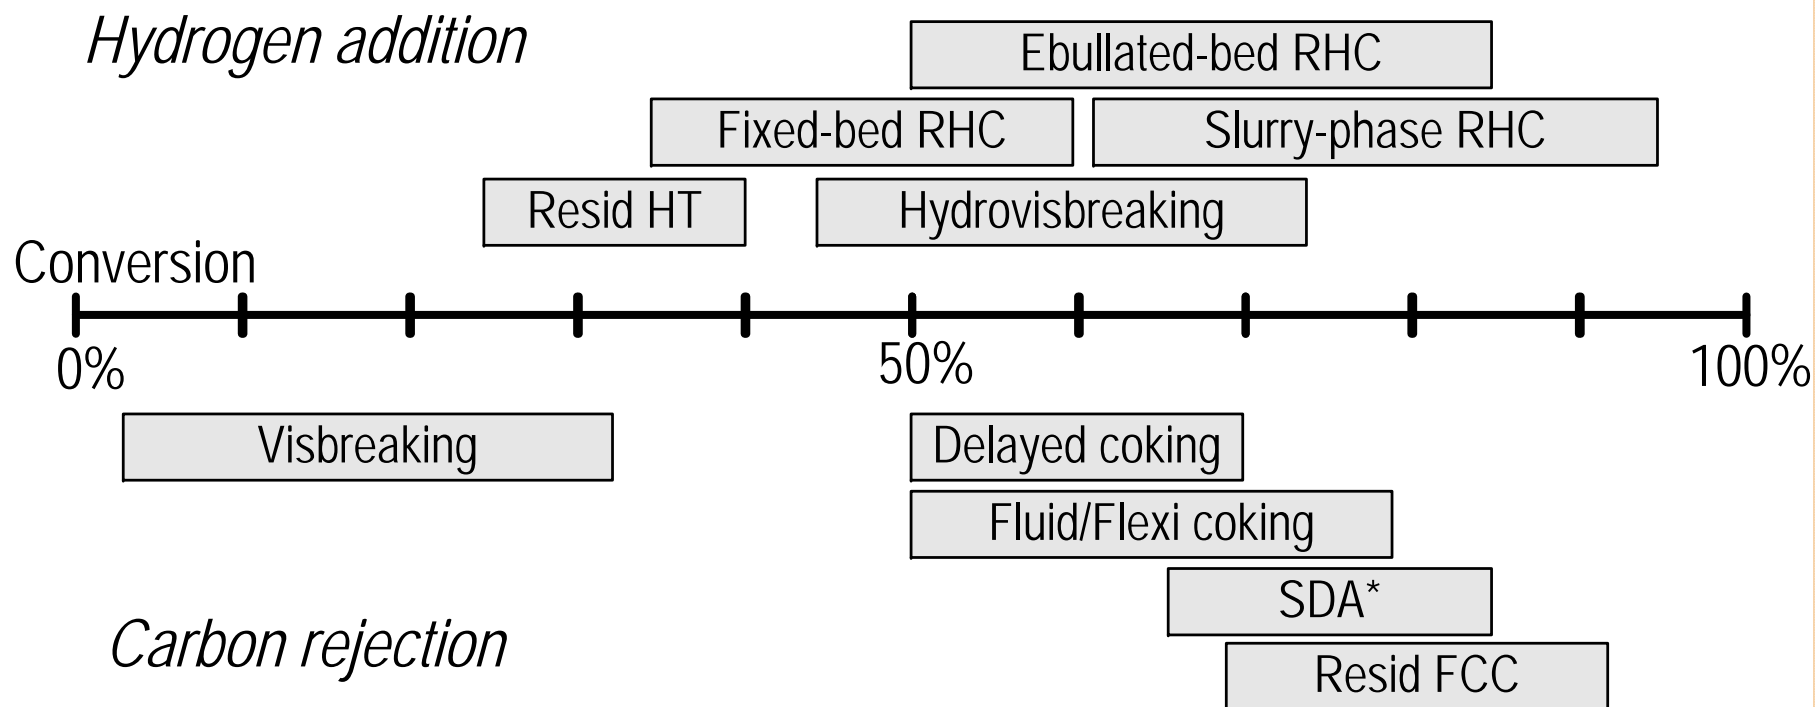 Hydrogen addition
Ebullated-bed RHC
Fixed-bed RHC
Slurry-phase RHC
Resid HT
Hydrovisbreaking
Conversion
0%
50%
100%
Visbreaking
Delayed coking
Fluid/Flexi coking
SDA*
Carbon rejection
Resid FCC